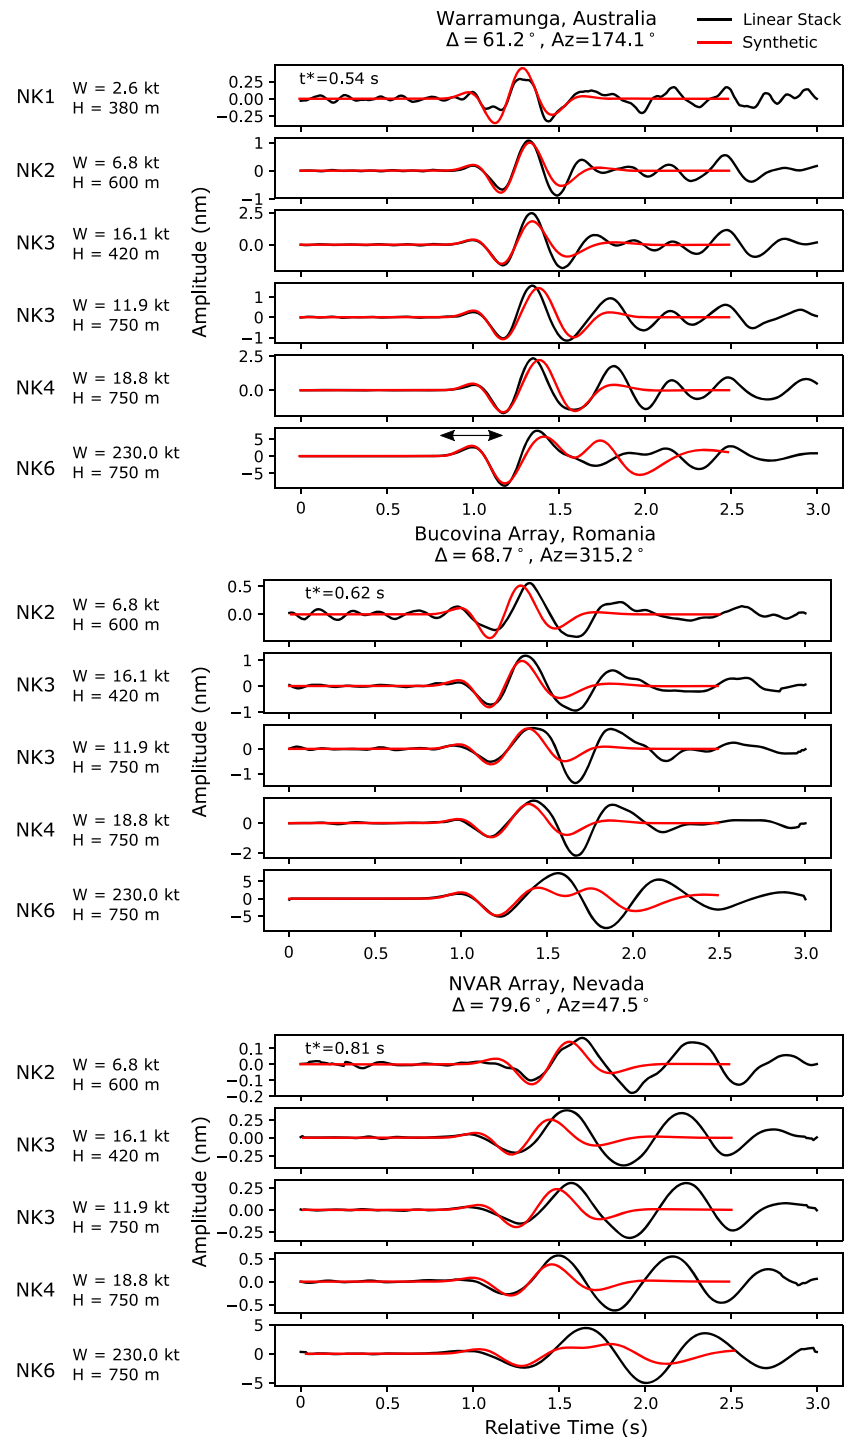 Warramunga, Australia
Δ = 61.2°, Az=174.1°
Linear Stack
Synthetic
NK1
W = 2.6 kt
H = 380 m
t*=0.54 s
0.25
0.00
−0.25
NK2
W = 6.8 kt
H = 600 m
1
0
−1
NK3
W = 16.1 kt
H = 420 m
2.5
0.0
NK3
W = 11.9 kt
H = 750 m
1
0
−1
NK4
W = 18.8 kt
H = 750 m
2.5
0.0
NK6
W = 230.0 kt
H = 750 m
5
0
−5
Amplitude (nm)
0 0.5 1.0 1.5 2.0 2.5 3.0
Bucovina Array, Romania
Δ = 68.7°, Az=315.2°
NK2
W = 6.8 kt
H = 600 m
t*=0.62 s
0.5
0.0
NK3
W = 16.1 kt
H = 420 m
1
0
−1
NK3
W = 11.9 kt
H = 750 m
0
−1
NK4
W = 18.8 kt
H = 750 m
0
−2
NK6
W = 230.0 kt
H = 750 m
5
0
−5
Amplitude (nm)
0 0.5 1.0 1.5 2.0 2.5 3.0
NVAR Array, Nevada
Δ = 79.6°, Az=47.5°
NK2
W = 6.8 kt
H = 600 m
t*=0.81 s
0.1
0.0
−0.1
−0.2
NK3
W = 16.1 kt
H = 420 m
0.25
0.00
−0.25
NK3
W = 11.9 kt
H = 750 m
0.25
0.00
−0.25
NK4
W = 18.8 kt
H = 750 m
0.5
0.0
−0.5
NK6
W = 230.0 kt
H = 750 m
5
0
−5
Amplitude (nm)
0 0.5 1.0 1.5 2.0 2.5 3.0
Relative Time (s)